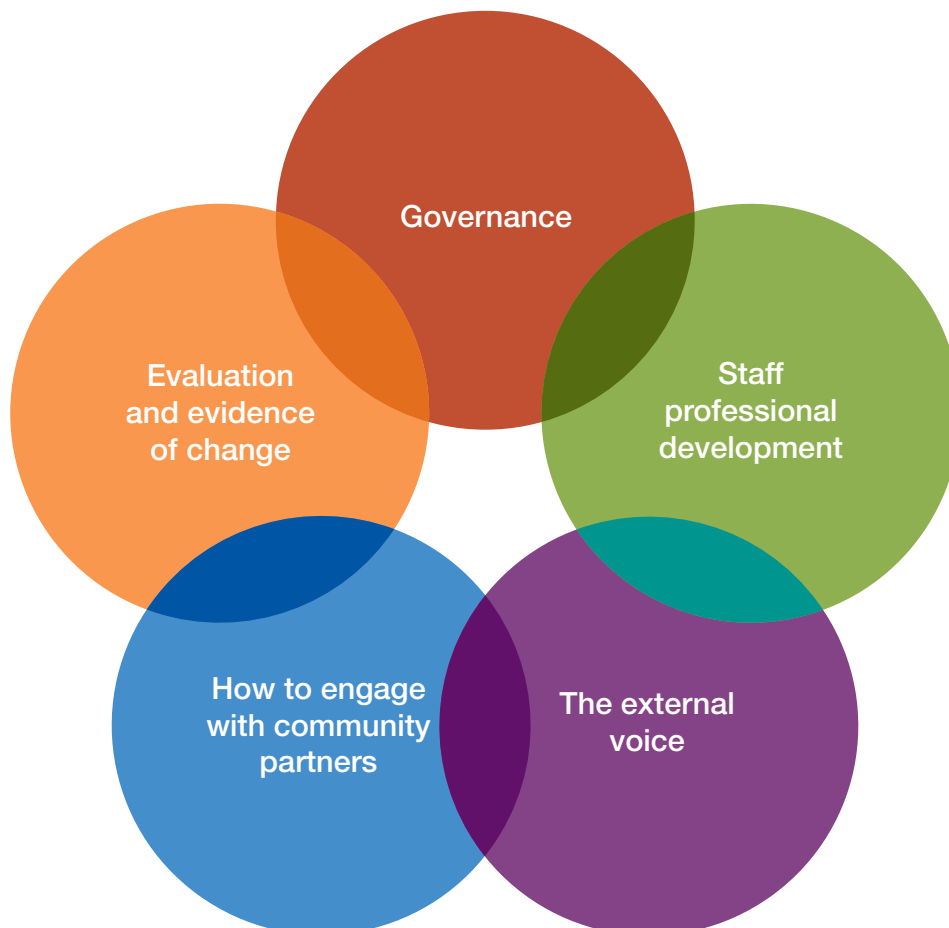 Governance
Evaluation
and evidence
of change
Staff
professional
development
How to engage
with community
partners
The external
voice